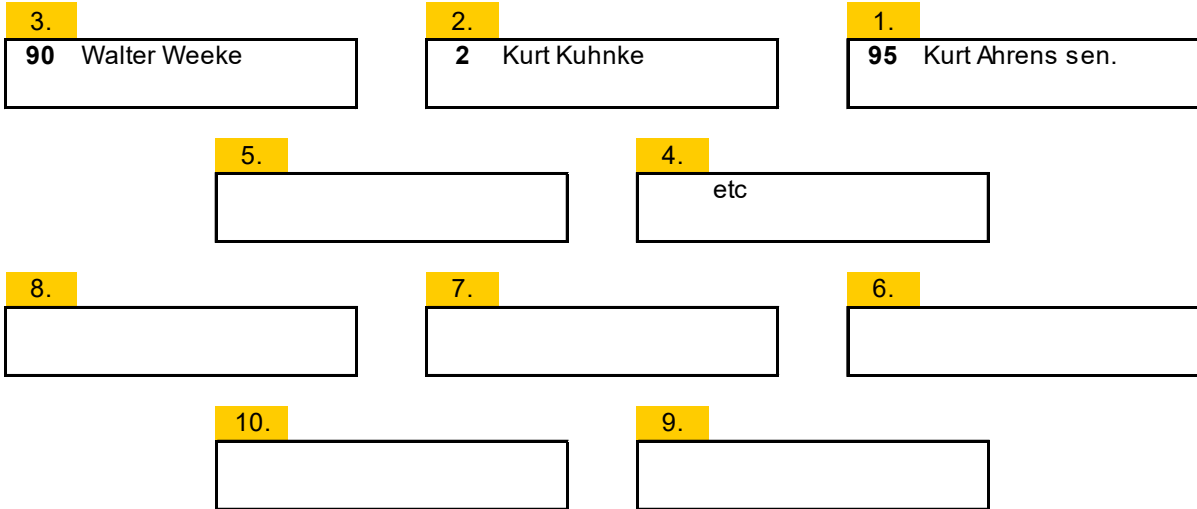 3. 2. 1.
90 Walter Weeke 2 Kurt Kuhnke 95 Kurt Ahrens sen.
5. 4.
etc
8. 7. 6.
10. 9.